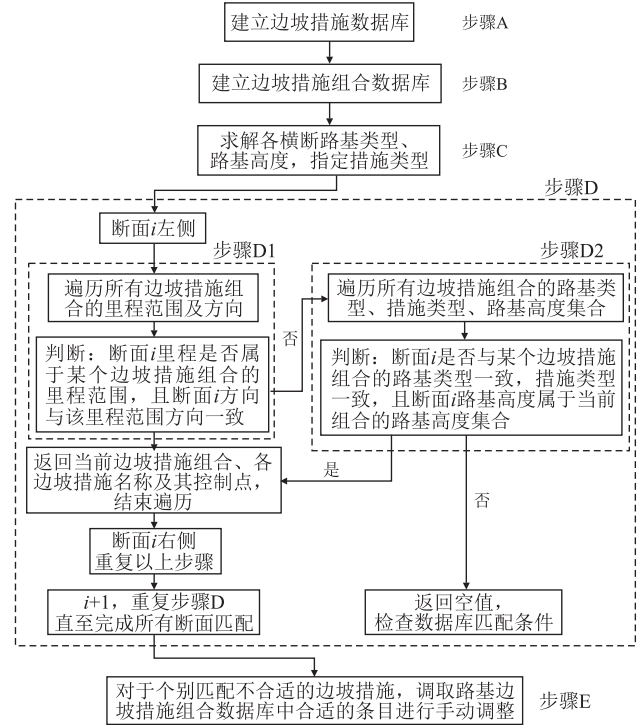 建立边坡措施数据库
步骤A
建立边坡措施组合数据库
步骤B
求解各横断路基类型、
路基高度，指定措施类型
步骤C
步骤D
断面i左侧
步骤D1
遍历所有边坡措施组
合的里程范围及方向
判断：断面i里程是否属
于某个边坡措施组合的
里程范围，且断面i方向
与该里程范围方向一致
否
步骤D2
遍历所有边坡措施组合的路基类
型、措施类型、路基高度集合
判断：断面i是否与某个边坡措施
组合的路基类型一致，措施类型
一致，且断面i路基高度属于当前
组合的路基高度集合
是
否
返回当前边坡措施组合、各
边坡措施名称及其控制点，
结束遍历
断面i右侧
重复以上步骤
i+1，重复步骤D
直至完成所有断面匹配
返回空值，
检查数据库匹配条件
对于个别匹配不合适的边坡措施，调取路基边
坡措施组合数据库中合适的条目进行手动调整
步骤E